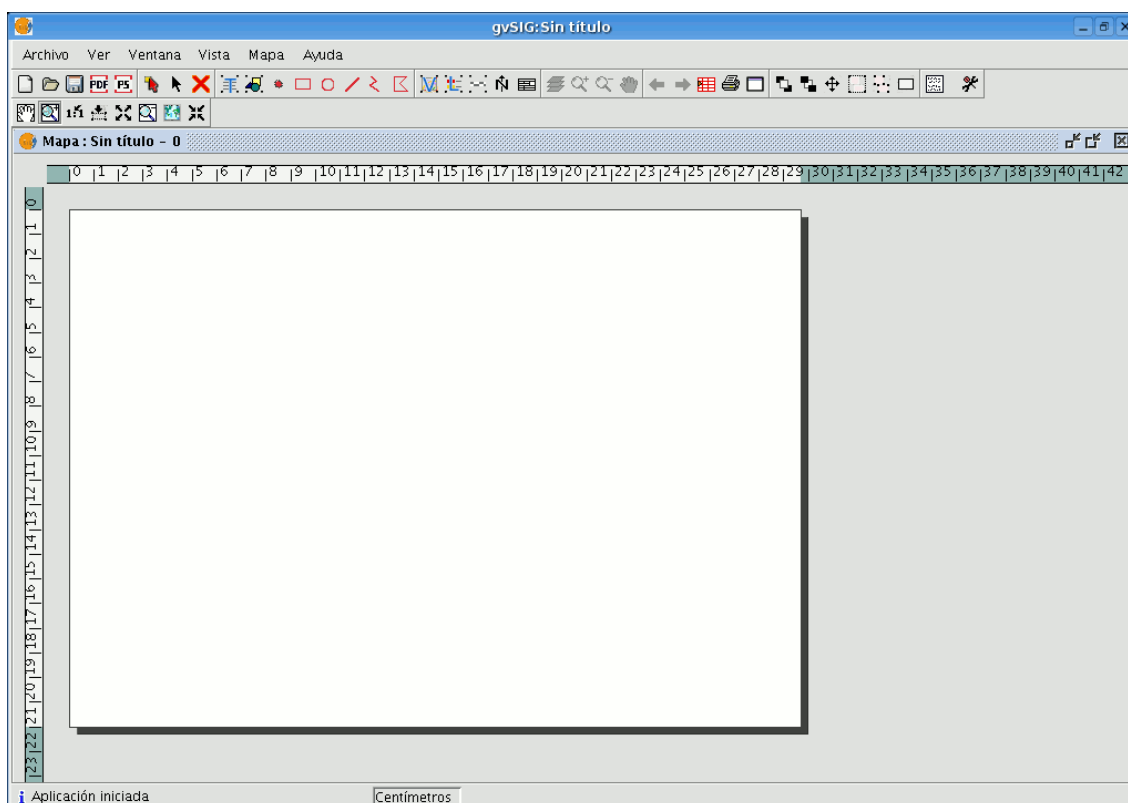 gvSIG:Sin título
Archivo Ver Ventana Vista Mapa Ayuda
PDF PS
1:1
Mapa : Sin título - 0
0 1 2 3 4 5 6 7 8 9 10 11 12 13 14 15 16 17 18 19 20 21 22 23 24 25 26 27 28 29 30 31 32 33 34 35 36 37 38 39 40 41 42
0 1 2 3 4 5 6 7 8 9 10 11 12 13 14 15 16 17 18 19 20 21 22 23
i Aplicación iniciada Centímetros